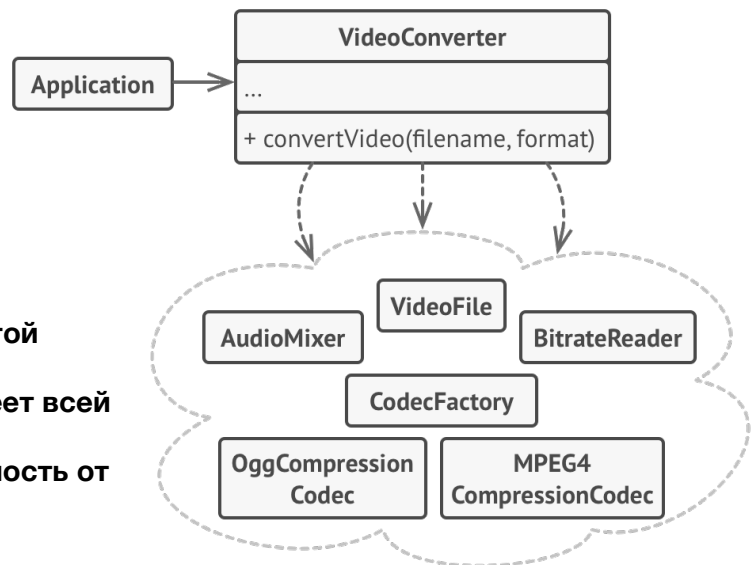 VideoConverter
Application
...
+ convertVideo(filename, format)
VideoFile
AudioMixer
BitrateReader
CodecFactory
OggCompression
Codec
MPEG4
CompressionCodec
той
еет всей
ность от